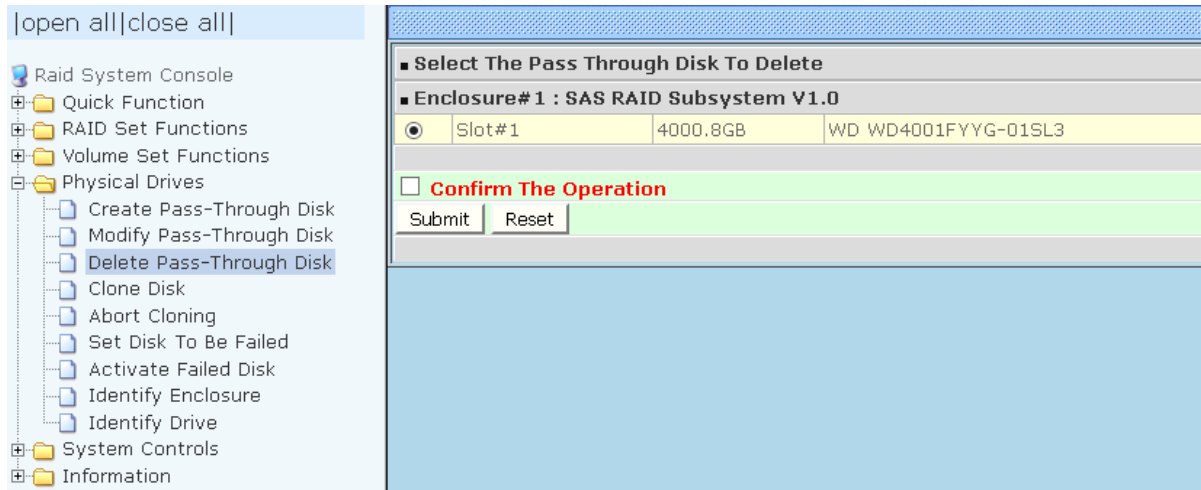 |open all|close all|
Raid System Console
Quick Function
RAID Set Functions
Volume Set Functions
Physical Drives
Create Pass-Through Disk
Modify Pass-Through Disk
Delete Pass-Through Disk
Clone Disk
Abort Cloning
Set Disk To Be Failed
Activate Failed Disk
Identify Enclosure
Identify Drive
System Controls
Information
Select The Pass Through Disk To Delete
Enclosure#1 : SAS RAID Subsystem V1.0
Slot#1 4000.8GB WD WD4001FYYG-01SL3
Confirm The Operation
Submit Reset